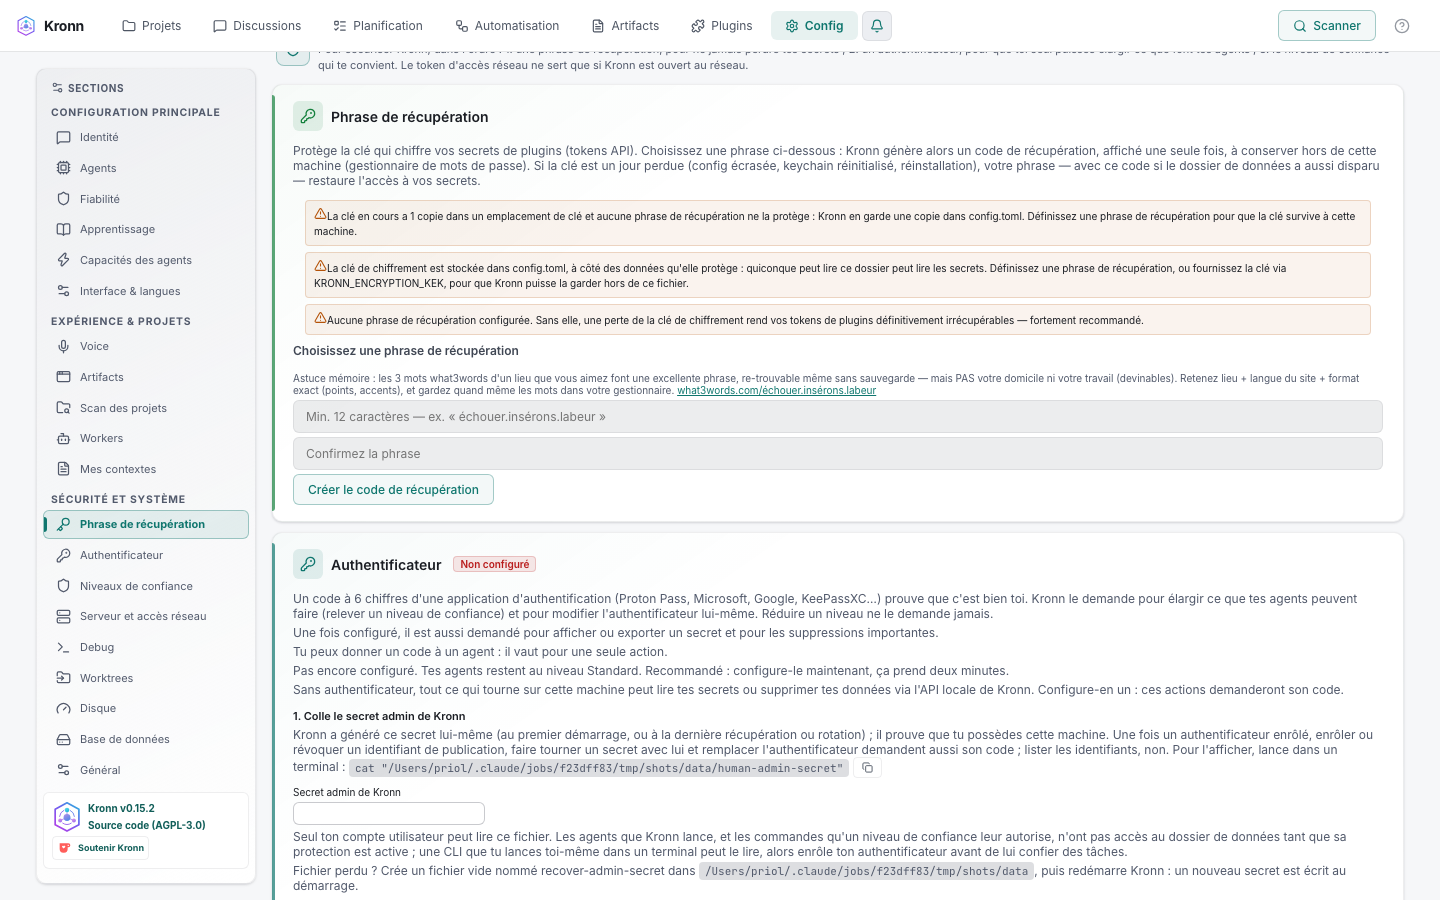 Kronn
Projets
Discussions
Planification
Automatisation
Artifacts
Plugins
Config
Scanner
qui te convient. Le token d'accès réseau ne sert que si Kronn est ouvert au réseau.
SECTIONS
CONFIGURATION PRINCIPALE
Identité
Agents
Fiabilité
Apprentissage
Capacités des agents
Interface & langues
EXPÉRIENCE & PROJETS
Voice
Artifacts
Scan des projets
Workers
Mes contextes
SÉCURITÉ ET SYSTÈME
Phrase de récupération
Authentificateur
Niveaux de confiance
Serveur et accès réseau
Debug
Worktrees
Disque
Base de données
Général
Kronn v0.15.2
Source code (AGPL-3.0)
Soutenir Kronn
Phrase de récupération
Protège la clé qui chiffre vos secrets de plugins (tokens API). Choisissez une phrase ci-dessous : Kronn génère alors un code de récupération, affiché une seule fois, à conserver hors de cette
machine (gestionnaire de mots de passe). Si la clé est un jour perdue (config écrasée, keychain réinitialisé, réinstallation), votre phrase — avec ce code si le dossier de données a aussi disparu
— restaure l'accès à vos secrets.
La clé en cours a 1 copie dans un emplacement de clé et aucune phrase de récupération ne la protège : Kronn en garde une copie dans config.toml. Définissez une phrase de récupération pour que la clé survive à cette
machine.
La clé de chiffrement est stockée dans config.toml, à côté des données qu'elle protège : quiconque peut lire ce dossier peut lire les secrets. Définissez une phrase de récupération, ou fournissez la clé via
KRONN_ENCRYPTION_KEK, pour que Kronn puisse la garder hors de ce fichier.
Aucune phrase de récupération configurée. Sans elle, une perte de la clé de chiffrement rend vos tokens de plugins définitivement irrécupérables — fortement recommandé.
Choisissez une phrase de récupération
Astuce mémoire : les 3 mots what3words d'un lieu que vous aimez font une excellente phrase, re-trouvable même sans sauvegarde — mais PAS votre domicile ni votre travail (devinables). Retenez lieu + langue du site + format
exact (points, accents), et gardez quand même les mots dans votre gestionnaire. what3words.com/échouer.insérons.labeur
Min. 12 caractères — ex. « échouer.insérons.labeur »
Confirmez la phrase
Créer le code de récupération
Authentificateur
Non configuré
Un code à 6 chiffres d'une application d'authentification (Proton Pass, Microsoft, Google, KeePassXC…) prouve que c'est bien toi. Kronn le demande pour élargir ce que tes agents peuvent
faire (relever un niveau de confiance) et pour modifier l'authentificateur lui-même. Réduire un niveau ne le demande jamais.
Une fois configuré, il est aussi demandé pour afficher ou exporter un secret et pour les suppressions importantes.
Tu peux donner un code à un agent : il vaut pour une seule action.
Pas encore configuré. Tes agents restent au niveau Standard. Recommandé : configure-le maintenant, ça prend deux minutes.
Sans authentificateur, tout ce qui tourne sur cette machine peut lire tes secrets ou supprimer tes données via l'API locale de Kronn. Configure-en un : ces actions demanderont son code.
1. Colle le secret admin de Kronn
Kronn a généré ce secret lui-même (au premier démarrage, ou à la dernière récupération ou rotation) ; il prouve que tu possèdes cette machine. Une fois un authentificateur enrôlé, enrôler ou
révoquer un identifiant de publication, faire tourner un secret avec lui et remplacer l'authentificateur demandent aussi son code ; lister les identifiants, non. Pour l'afficher, lance dans un
terminal : cat "/Users/priol/.claude/jobs/f23dff83/tmp/shots/data/human-admin-secret"
Secret admin de Kronn
Seul ton compte utilisateur peut lire ce fichier. Les agents que Kronn lance, et les commandes qu'un niveau de confiance leur autorise, n'ont pas accès au dossier de données tant que sa
protection est active ; une CLI que tu lances toi-même dans un terminal peut le lire, alors enrôle ton authentificateur avant de lui confier des tâches.
Fichier perdu ? Crée un fichier vide nommé recover-admin-secret dans /Users/priol/.claude/jobs/f23dff83/tmp/shots/data, puis redémarre Kronn : un nouveau secret est écrit au
démarrage.